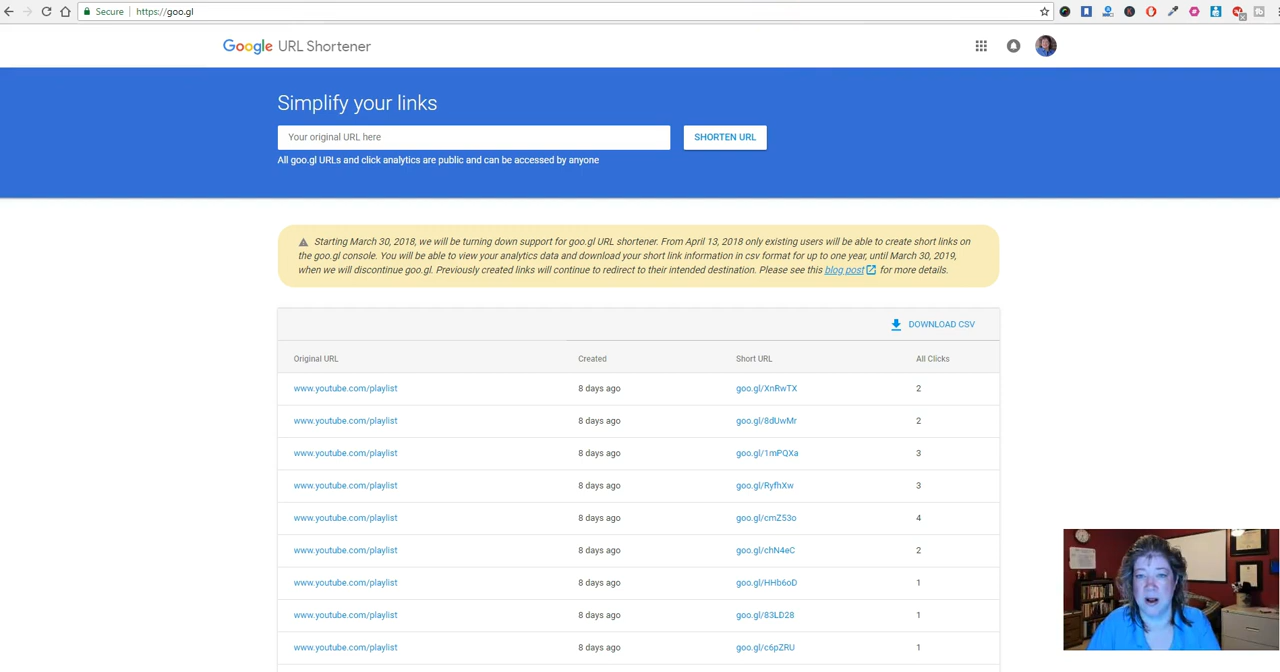 Secure https://goo.gl
Google URL Shortener
Simplify your links
Your original URL here SHORTEN URL
All goo.gl URLs and click analytics are public and can be accessed by anyone
Starting March 30, 2018, we will be turning down support for goo.gl URL shortener. From April 13, 2018 only existing users will be able to create short links on
the goo.gl console. You will be able to view your analytics data and download your short link information in csv format for up to one year, until March 30, 2019,
when we will discontinue goo.gl. Previously created links will continue to redirect to their intended destination. Please see this blog post for more details.
DOWNLOAD CSV
Original URL Created Short URL All Clicks
www.youtube.com/playlist 8 days ago goo.gl/XnRwTX 2
www.youtube.com/playlist 8 days ago goo.gl/8dUwMr 2
www.youtube.com/playlist 8 days ago goo.gl/1mPQXa 3
www.youtube.com/playlist 8 days ago goo.gl/RyfhXw 3
www.youtube.com/playlist 8 days ago goo.gl/cmZ53o 4
www.youtube.com/playlist 8 days ago goo.gl/chN4eC 2
www.youtube.com/playlist 8 days ago goo.gl/HHb6oD 1
www.youtube.com/playlist 8 days ago goo.gl/83LD28 1
www.youtube.com/playlist 8 days ago goo.gl/c6pZRU 1